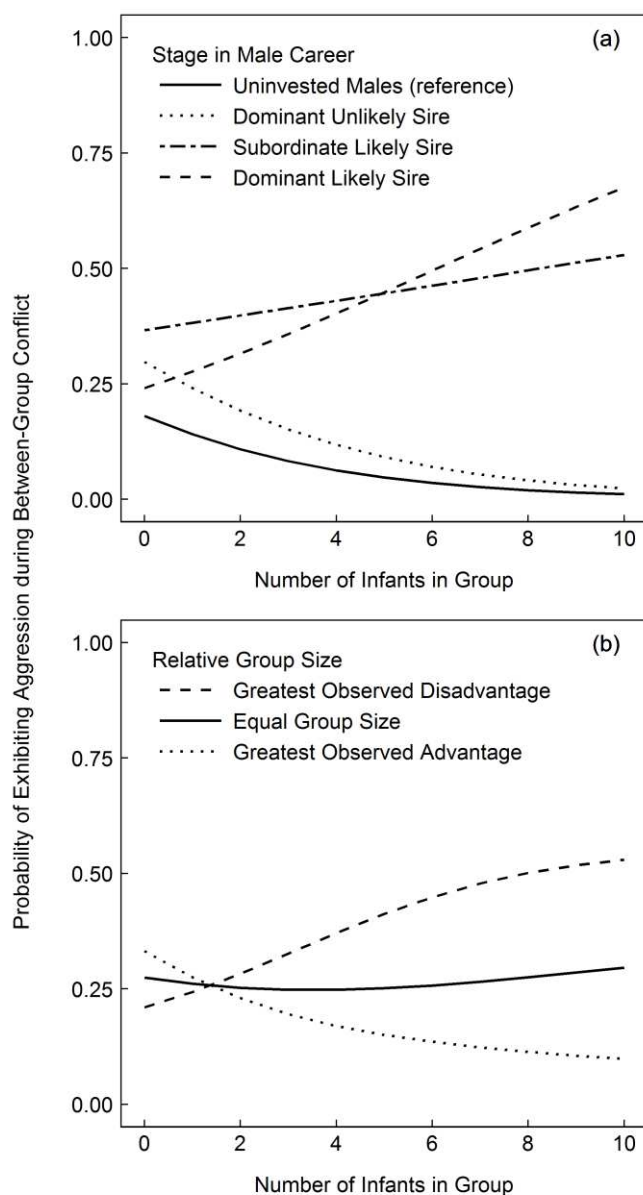 Probability of Exhibiting Aggression during Between-Group Conflict
(a)
Stage in Male Career
Uninvested Males (reference)
Dominant Unlikely Sire
Subordinate Likely Sire
Dominant Likely Sire
1.00
0.75
0.50
0.25
0.00
0 2 4 6 8 10
Number of Infants in Group
(b)
Relative Group Size
Greatest Observed Disadvantage
Equal Group Size
Greatest Observed Advantage
1.00
0.75
0.50
0.25
0.00
0 2 4 6 8 10
Number of Infants in Group